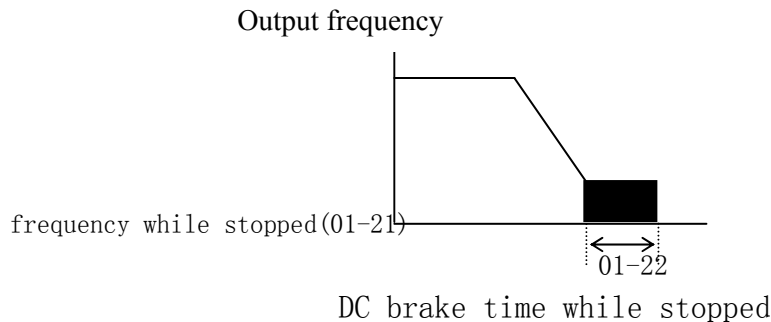 Output frequency
frequency while stopped(01-21)
01-22
DC brake time while stopped